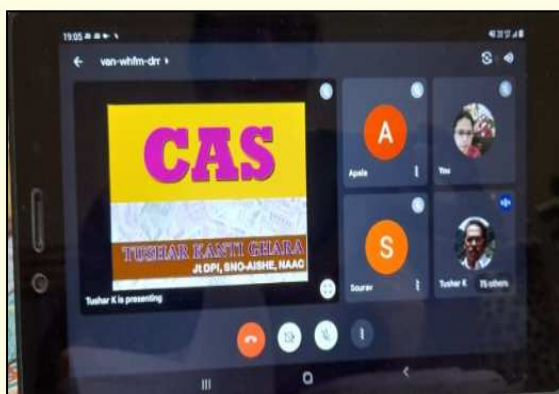 19:05
van-whfm-drr
CAS
TUSHAR KANTI GHARA
Jt DPI, SNO-AISHE, NAAC
Tushar K is presenting
A
Apala
You
S
Sourav
Tushar K
15 others